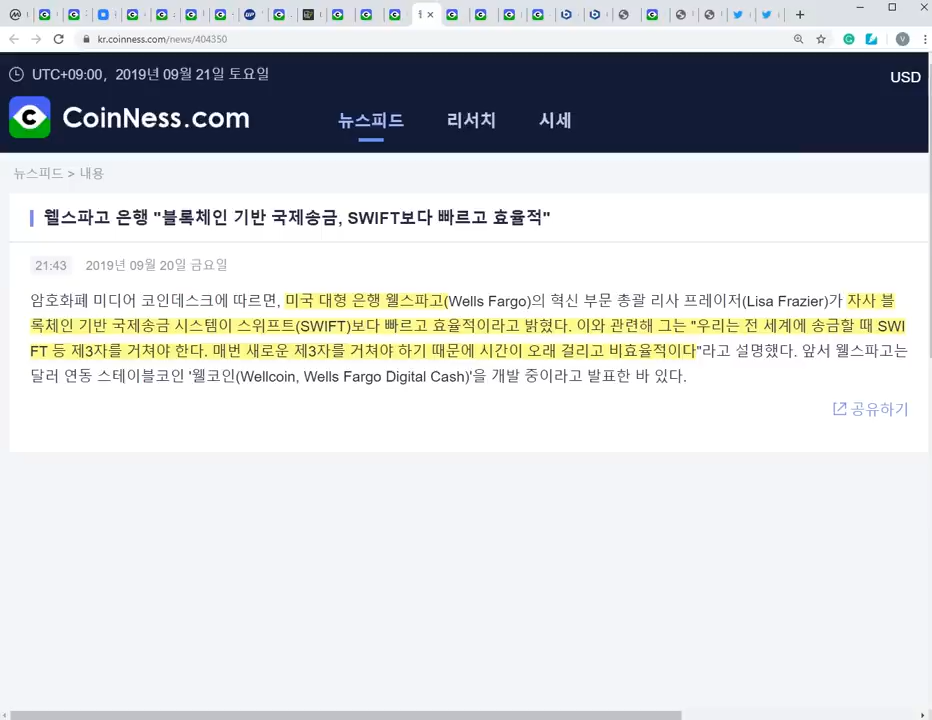 kr.coinness.com/news/404350
UTC+09:00, 2019년 09월 21일 토요일
USD
CoinNess.com
뉴스피드 리서치 시세
뉴스피드 > 내용
웰스파고 은행 "블록체인 기반 국제송금, SWIFT보다 빠르고 효율적"
21:43 2019년 09월 20일 금요일
암호화폐 미디어 코인데스크에 따르면, 미국 대형 은행 웰스파고(Wells Fargo)의 혁신 부문 총괄 리사 프레이저(Lisa Frazier)가 자사 블
록체인 기반 국제송금 시스템이 스위프트(SWIFT)보다 빠르고 효율적이라고 밝혔다. 이와 관련해 그는 "우리는 전 세계에 송금할 때 SWI
FT 등 제3자를 거쳐야 한다. 매번 새로운 제3자를 거쳐야 하기 때문에 시간이 오래 걸리고 비효율적이다"라고 설명했다. 앞서 웰스파고는
달러 연동 스테이블코인 '웰코인(Wellcoin, Wells Fargo Digital Cash)'을 개발 중이라고 발표한 바 있다.
공유하기